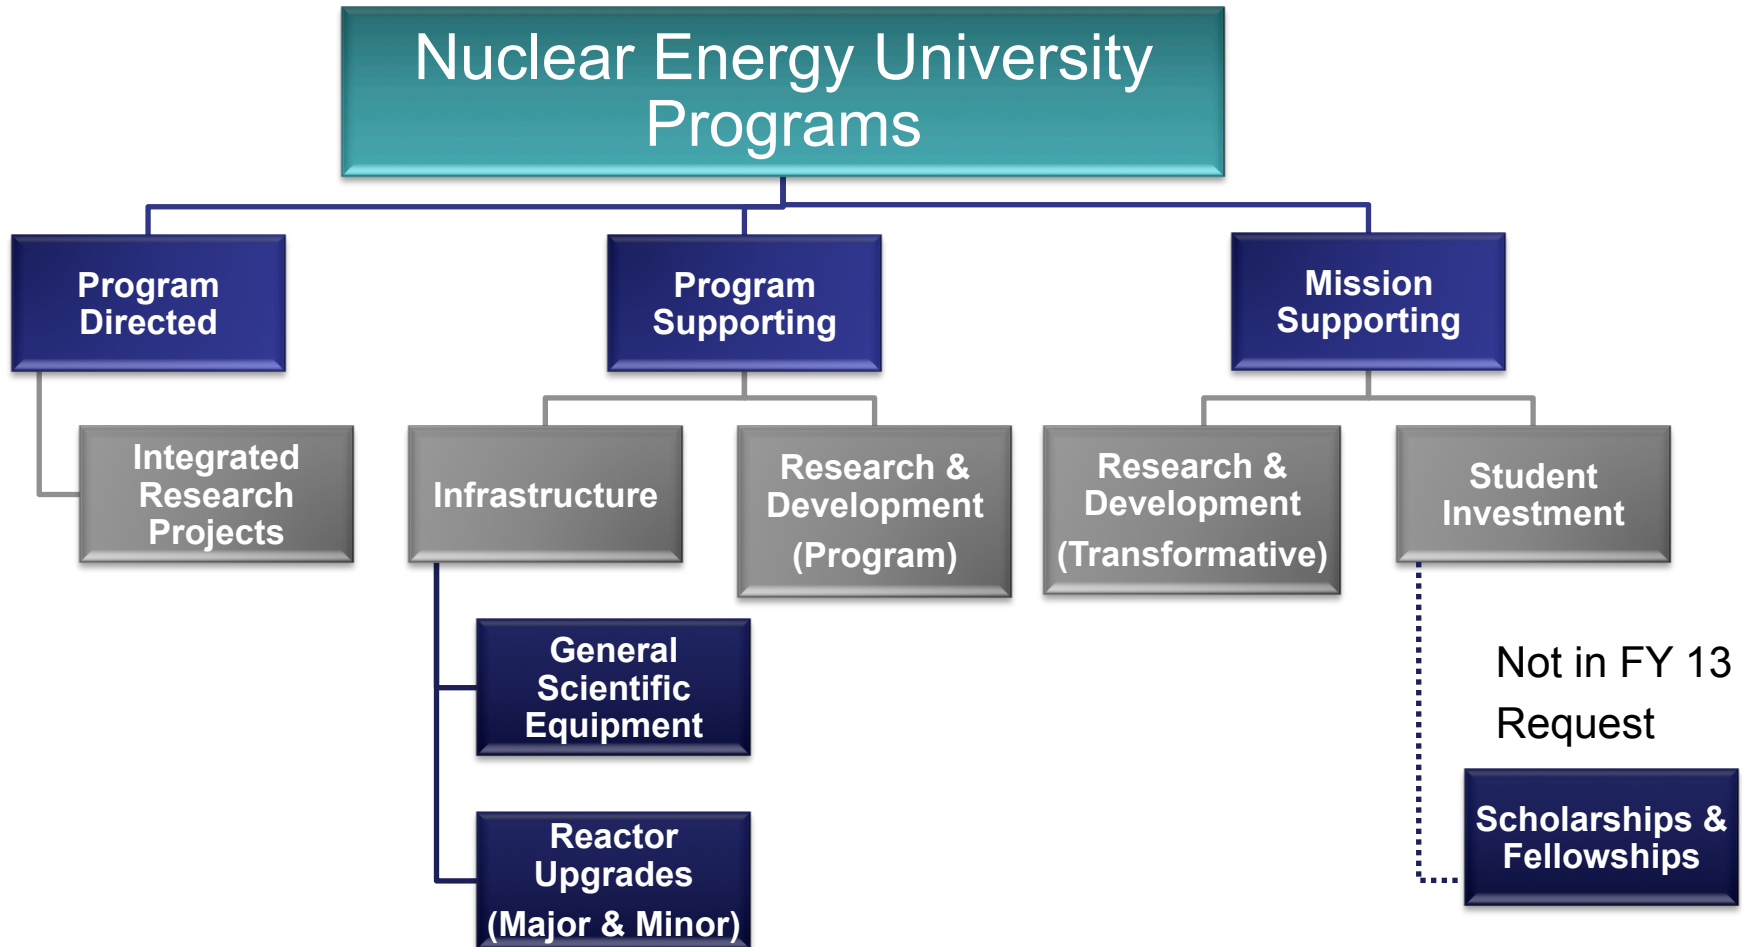 Nuclear Energy University
Programs
Program
Directed
Program
Supporting
Mission
Supporting
Integrated
Research
Projects
Infrastructure
Research &
Development
(Program)
Research &
Development
(Transformative)
Student
Investment
General
Scientific
Equipment
Reactor
Upgrades
(Major & Minor)
Not in FY 13
Request
Scholarships &
Fellowships